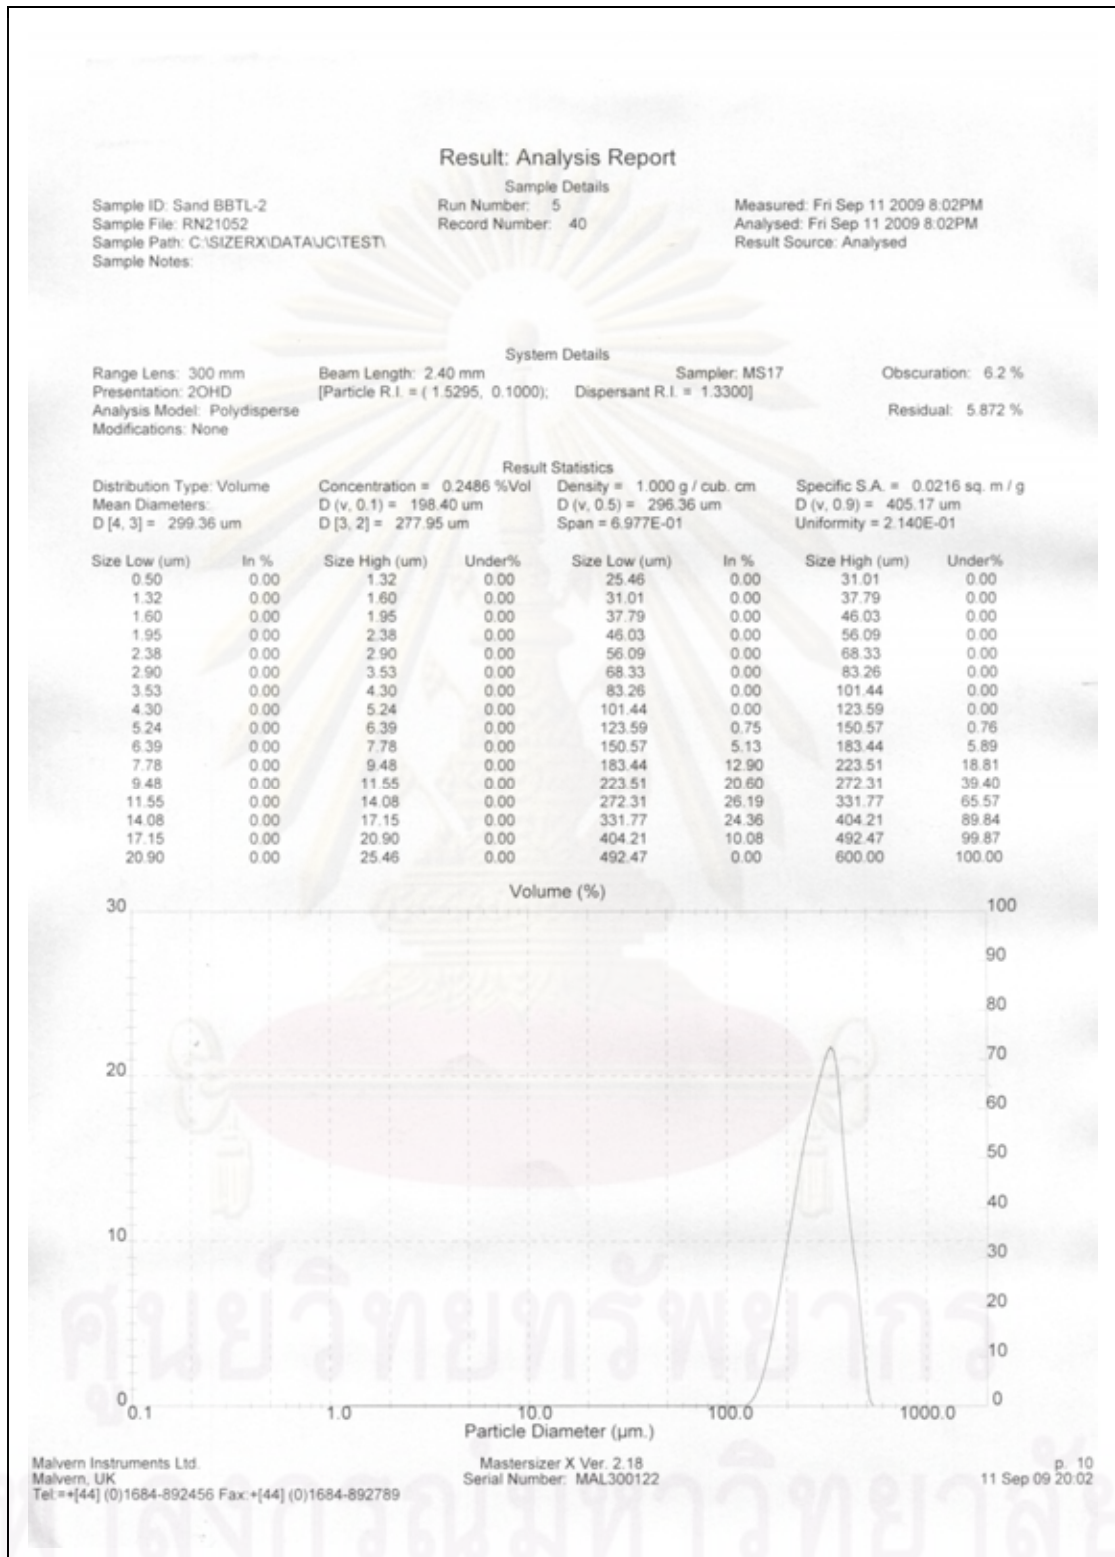 Result: Analysis Report
Sample Details
Sample ID: Sand BBTL-2 Run Number: 5 Measured: Fri Sep 11 2009 8:02PM
Sample File: RN21052 Record Number: 40 Analysed: Fri Sep 11 2009 8:02PM
Sample Path: C:\SIZERX\DATA\JC\TEST\ Result Source: Analysed
Sample Notes:
System Details
Range Lens: 300 mm Beam Length: 2.40 mm Sampler: MS17 Obscuration: 6.2 %
Presentation: 2OHD [Particle R.I. = ( 1.5295, 0.1000); Dispersant R.I. = 1.3300]
Analysis Model: Polydisperse Residual: 5.872 %
Modifications: None
Result Statistics
Distribution Type: Volume Concentration = 0.2486 %Vol Density = 1.000 g / cub. cm Specific S.A. = 0.0216 sq. m / g
Mean Diameters: D (v, 0.1) = 198.40 um D (v, 0.5) = 296.36 um D (v, 0.9) = 405.17 um
D [4, 3] = 299.36 um D [3, 2] = 277.95 um Span = 6.977E-01 Uniformity = 2.140E-01
Size Low (um) In % Size High (um) Under% Size Low (um) In % Size High (um) Under%
0.50 0.00 1.32 0.00 25.46 0.00 31.01 0.00
1.32 0.00 1.60 0.00 31.01 0.00 37.79 0.00
1.60 0.00 1.95 0.00 37.79 0.00 46.03 0.00
1.95 0.00 2.38 0.00 46.03 0.00 56.09 0.00
2.38 0.00 2.90 0.00 56.09 0.00 68.33 0.00
2.90 0.00 3.53 0.00 68.33 0.00 83.26 0.00
3.53 0.00 4.30 0.00 83.26 0.00 101.44 0.00
4.30 0.00 5.24 0.00 101.44 0.00 123.59 0.00
5.24 0.00 6.39 0.00 123.59 0.75 150.57 0.76
6.39 0.00 7.78 0.00 150.57 5.13 183.44 5.89
7.78 0.00 9.48 0.00 183.44 12.90 223.51 18.81
9.48 0.00 11.55 0.00 223.51 20.60 272.31 39.40
11.55 0.00 14.08 0.00 272.31 26.19 331.77 65.57
14.08 0.00 17.15 0.00 331.77 24.36 404.21 89.84
17.15 0.00 20.90 0.00 404.21 10.08 492.47 99.87
20.90 0.00 25.46 0.00 492.47 0.00 600.00 100.00
Volume (%)
30 100
90
80
70
20
60
50
40
10
30
20
10
0 0
0.1 1.0 10.0 100.0 1000.0
Particle Diameter (µm.)
ศูนย์วิทยทรัพยากร
Malvern Instruments Ltd. Mastersizer X Ver. 2.18 p. 10
Malvern, UK Serial Number: MAL300122 11 Sep 09 20:02
Tel:=+[44] (0)1684-892456 Fax:+[44] (0)1684-892789